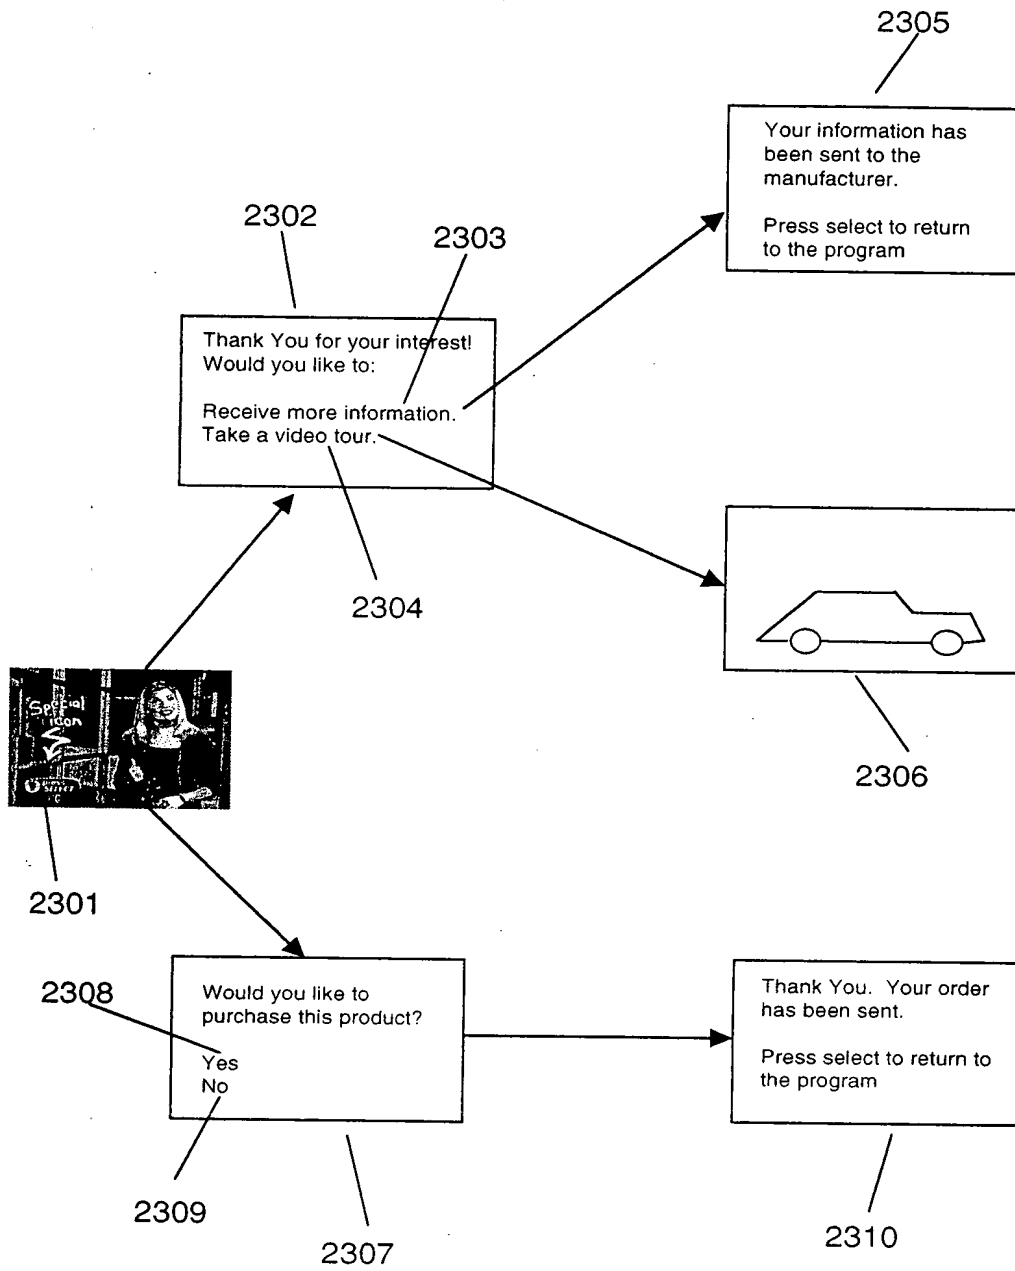 2305
Your information has
been sent to the
manufacturer.
Press select to return
to the program
2302
2303
Thank You for your interest!
Would you like to:
Receive more information.
Take a video tour.
2304
2306
Special
icon
SELECT
2301
2308
Would you like to
purchase this product?
Yes
No
2309
2307
Thank You. Your order
has been sent.
Press select to return to
the program
2310